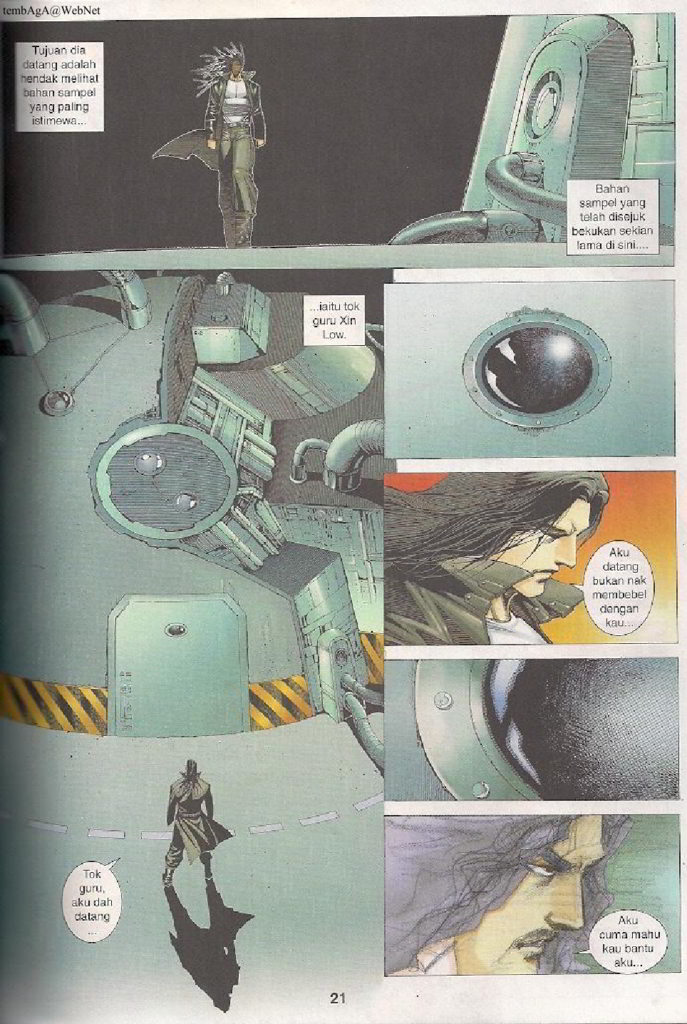 tembAgA@WebNet
Tujuan dia
datang adalah
hendak melihat
bahan sampel
yang paling
istimewa...
Bahan
sampel yang
telah disejuk
bekukan sekian
lama di sini....
...iaitu tok
guru Xin
Low.
Aku
datang
bukan nak
membebel
dengan
kau....
Tok
guru,
aku dah
datang
...
Aku
cuma mahu
kau bantu
aku...
21